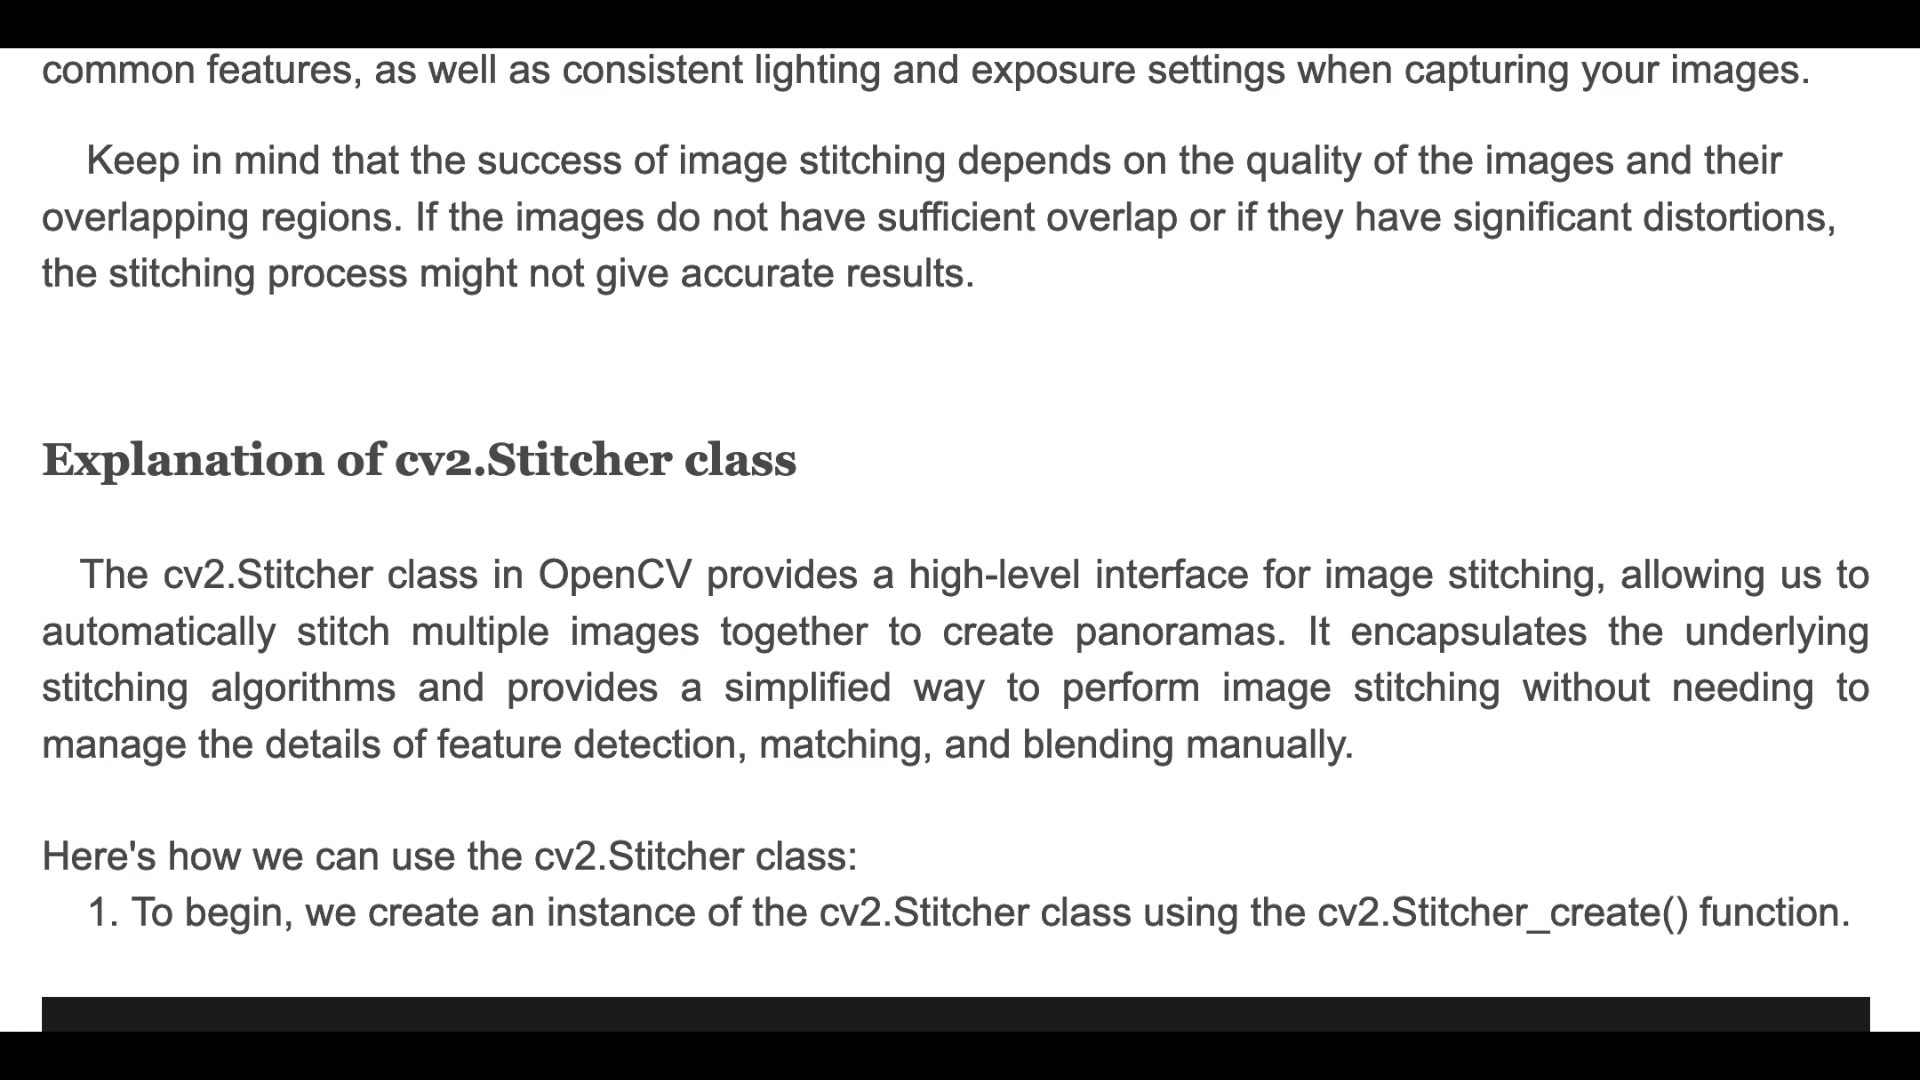 common features, as well as consistent lighting and exposure settings when capturing your images.
Keep in mind that the success of image stitching depends on the quality of the images and their
overlapping regions. If the images do not have sufficient overlap or if they have significant distortions,
the stitching process might not give accurate results.
Explanation of cv2.Stitcher class
The cv2.Stitcher class in OpenCV provides a high-level interface for image stitching, allowing us to
automatically stitch multiple images together to create panoramas. It encapsulates the underlying
stitching algorithms and provides a simplified way to perform image stitching without needing to
manage the details of feature detection, matching, and blending manually.
Here's how we can use the cv2.Stitcher class:
1. To begin, we create an instance of the cv2.Stitcher class using the cv2.Stitcher_create() function.